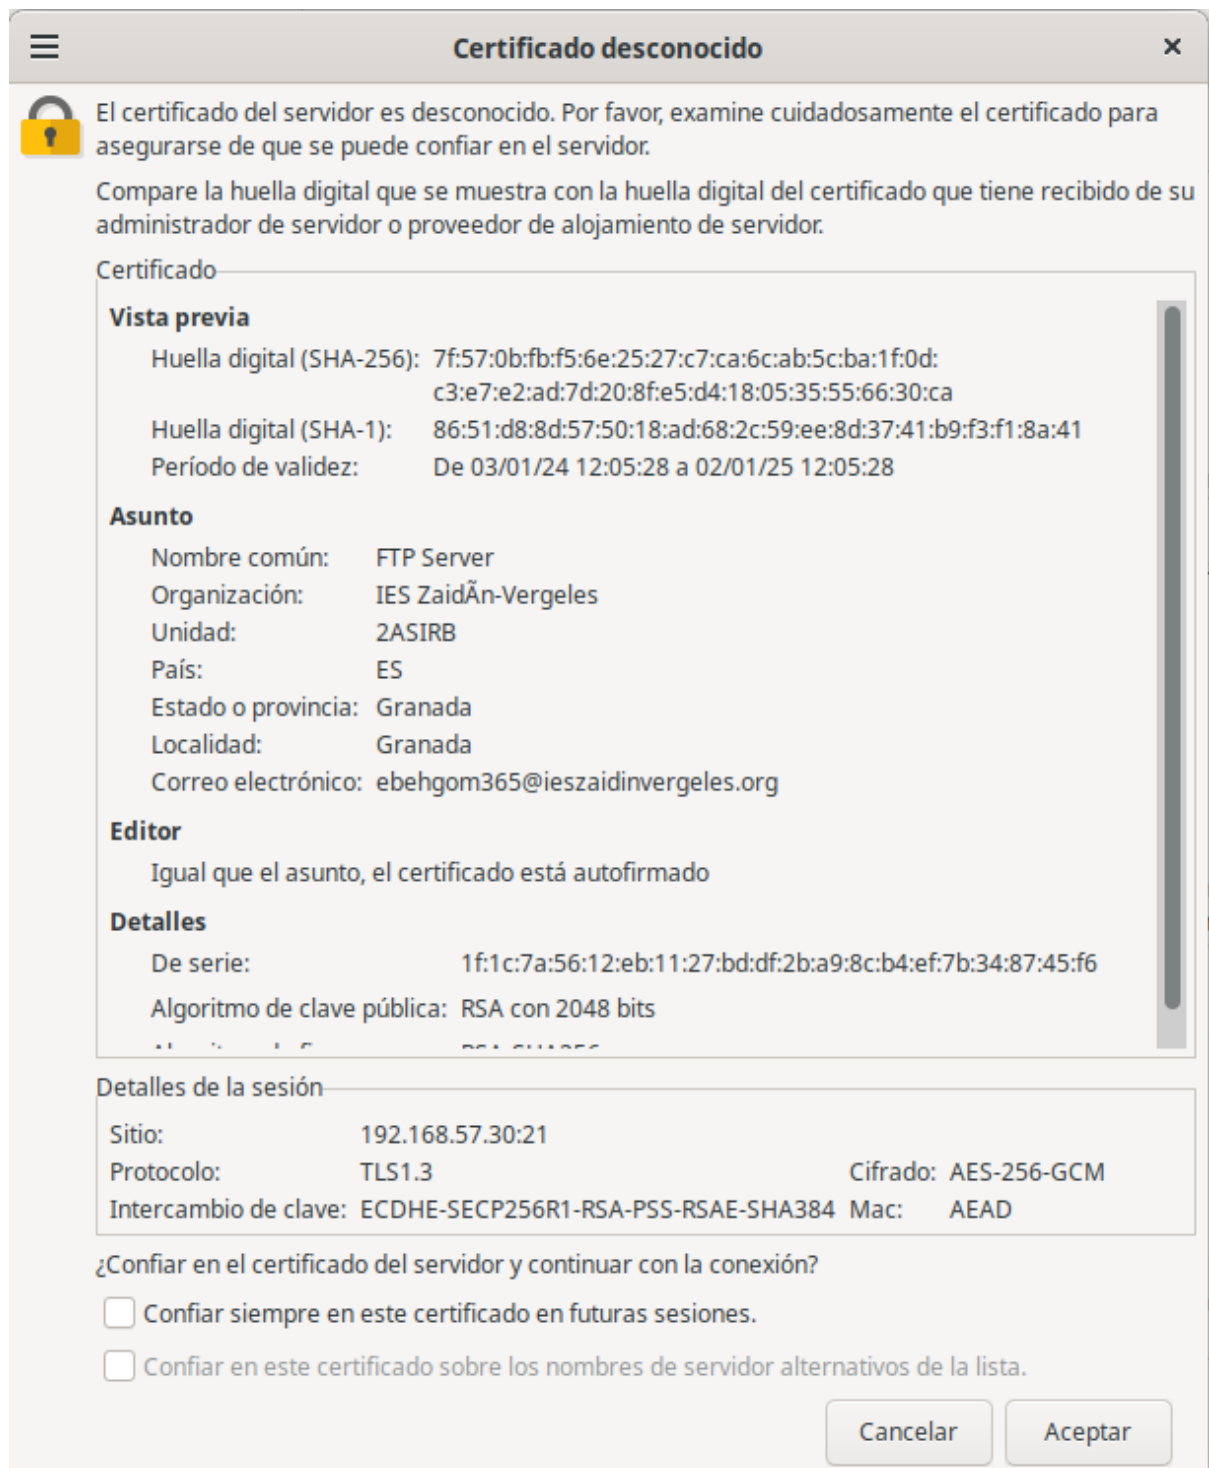 Certificado desconocido
El certificado del servidor es desconocido. Por favor, examine cuidadosamente el certificado para
asegurarse de que se puede confiar en el servidor.
Compare la huella digital que se muestra con la huella digital del certificado que tiene recibido de su
administrador de servidor o proveedor de alojamiento de servidor.
Certificado
Vista previa
Huella digital (SHA-256): 7f:57:0b:fb:f5:6e:25:27:c7:ca:6c:ab:5c:ba:1f:0d:
c3:e7:e2:ad:7d:20:8f:e5:d4:18:05:35:55:66:30:ca
Huella digital (SHA-1): 86:51:d8:8d:57:50:18:ad:68:2c:59:ee:8d:37:41:b9:f3:f1:8a:41
Período de validez: De 03/01/24 12:05:28 a 02/01/25 12:05:28
Asunto
Nombre común: FTP Server
Organización: IES ZaidÃn-Vergeles
Unidad: 2ASIRB
País: ES
Estado o provincia: Granada
Localidad: Granada
Correo electrónico: ebehgom365@ieszaidinvergeles.org
Editor
Igual que el asunto, el certificado está autofirmado
Detalles
De serie: 1f:1c:7a:56:12:eb:11:27:bd:df:2b:a9:8c:b4:ef:7b:34:87:45:f6
Algoritmo de clave pública: RSA con 2048 bits
Detalles de la sesión
Sitio: 192.168.57.30:21
Protocolo: TLS1.3 Cifrado: AES-256-GCM
Intercambio de clave: ECDHE-SECP256R1-RSA-PSS-RSAE-SHA384 Mac: AEAD
¿Confiar en el certificado del servidor y continuar con la conexión?
Confiar siempre en este certificado en futuras sesiones.
Confiar en este certificado sobre los nombres de servidor alternativos de la lista.
Cancelar Aceptar